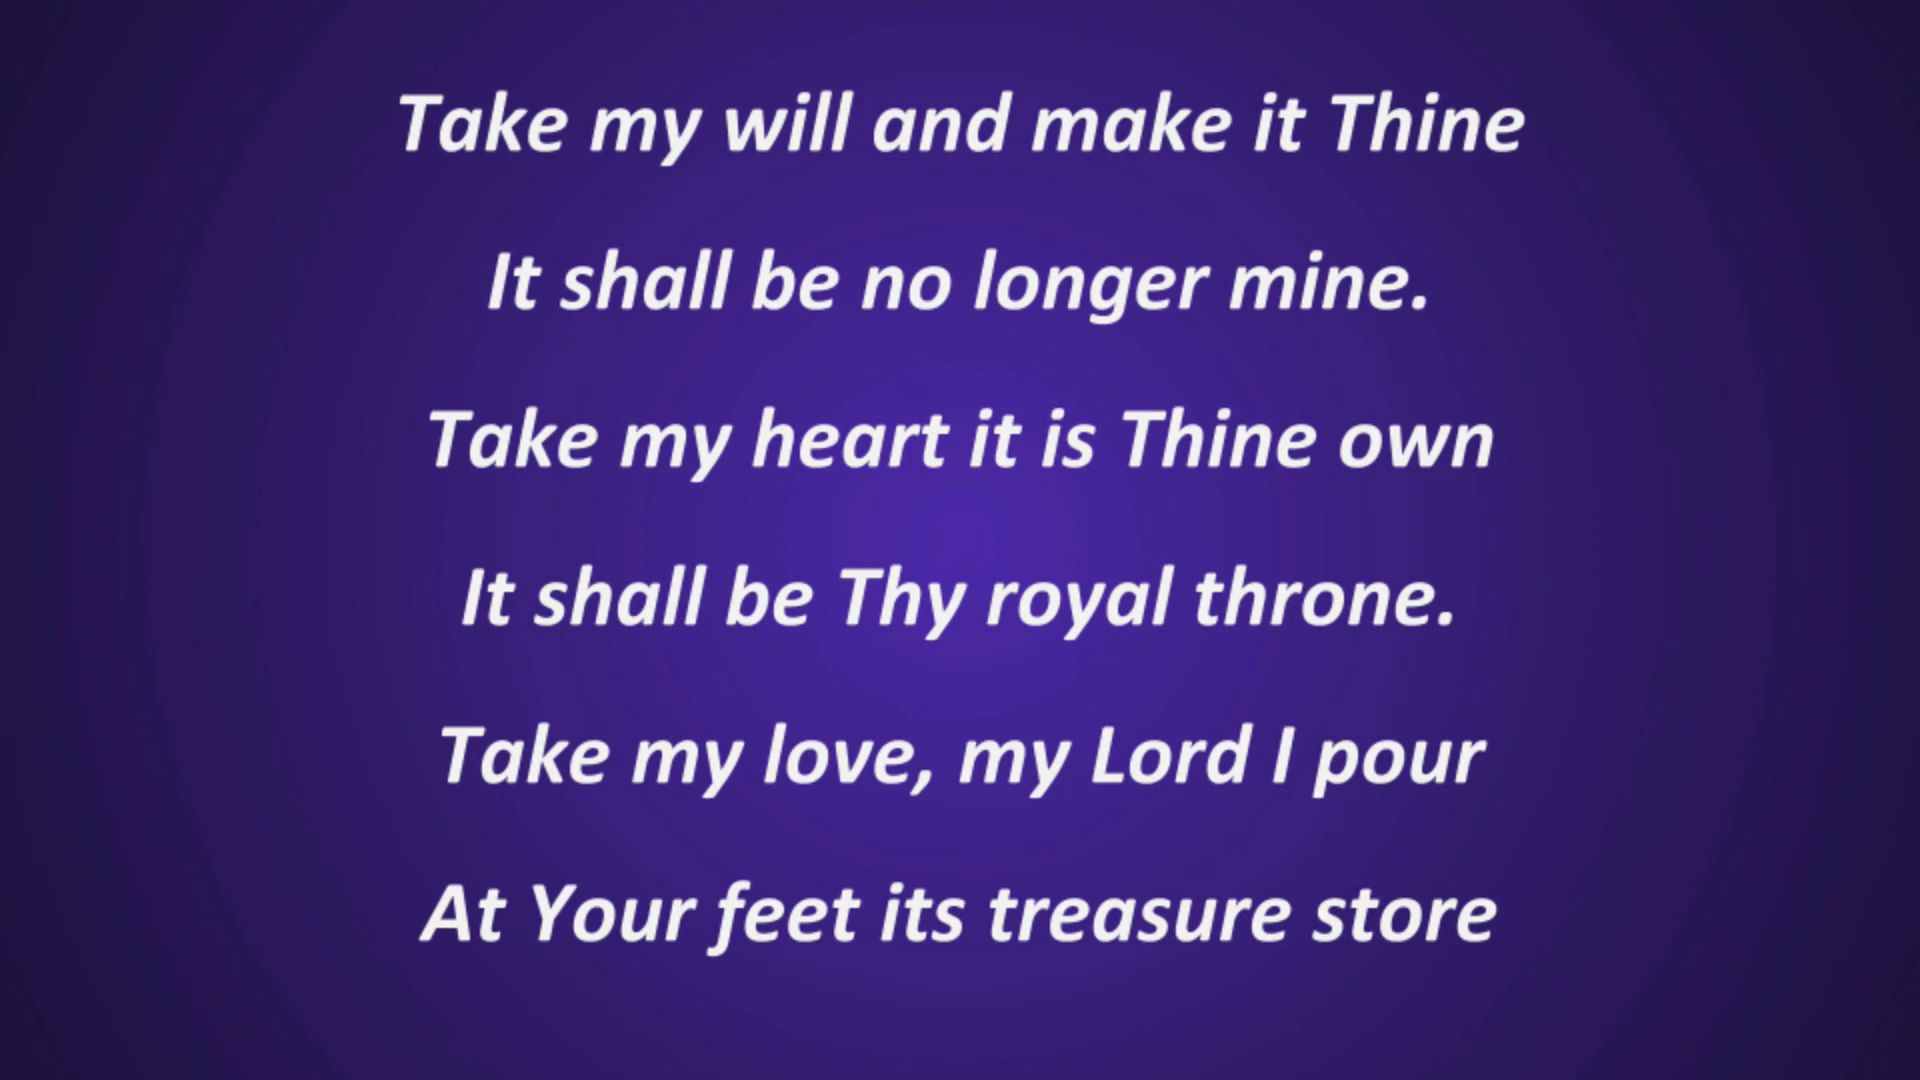 Take my will and make it Thine
It shall be no longer mine.
Take my heart it is Thine own
It shall be Thy royal throne.
Take my love, my Lord I pour
At Your feet its treasure store